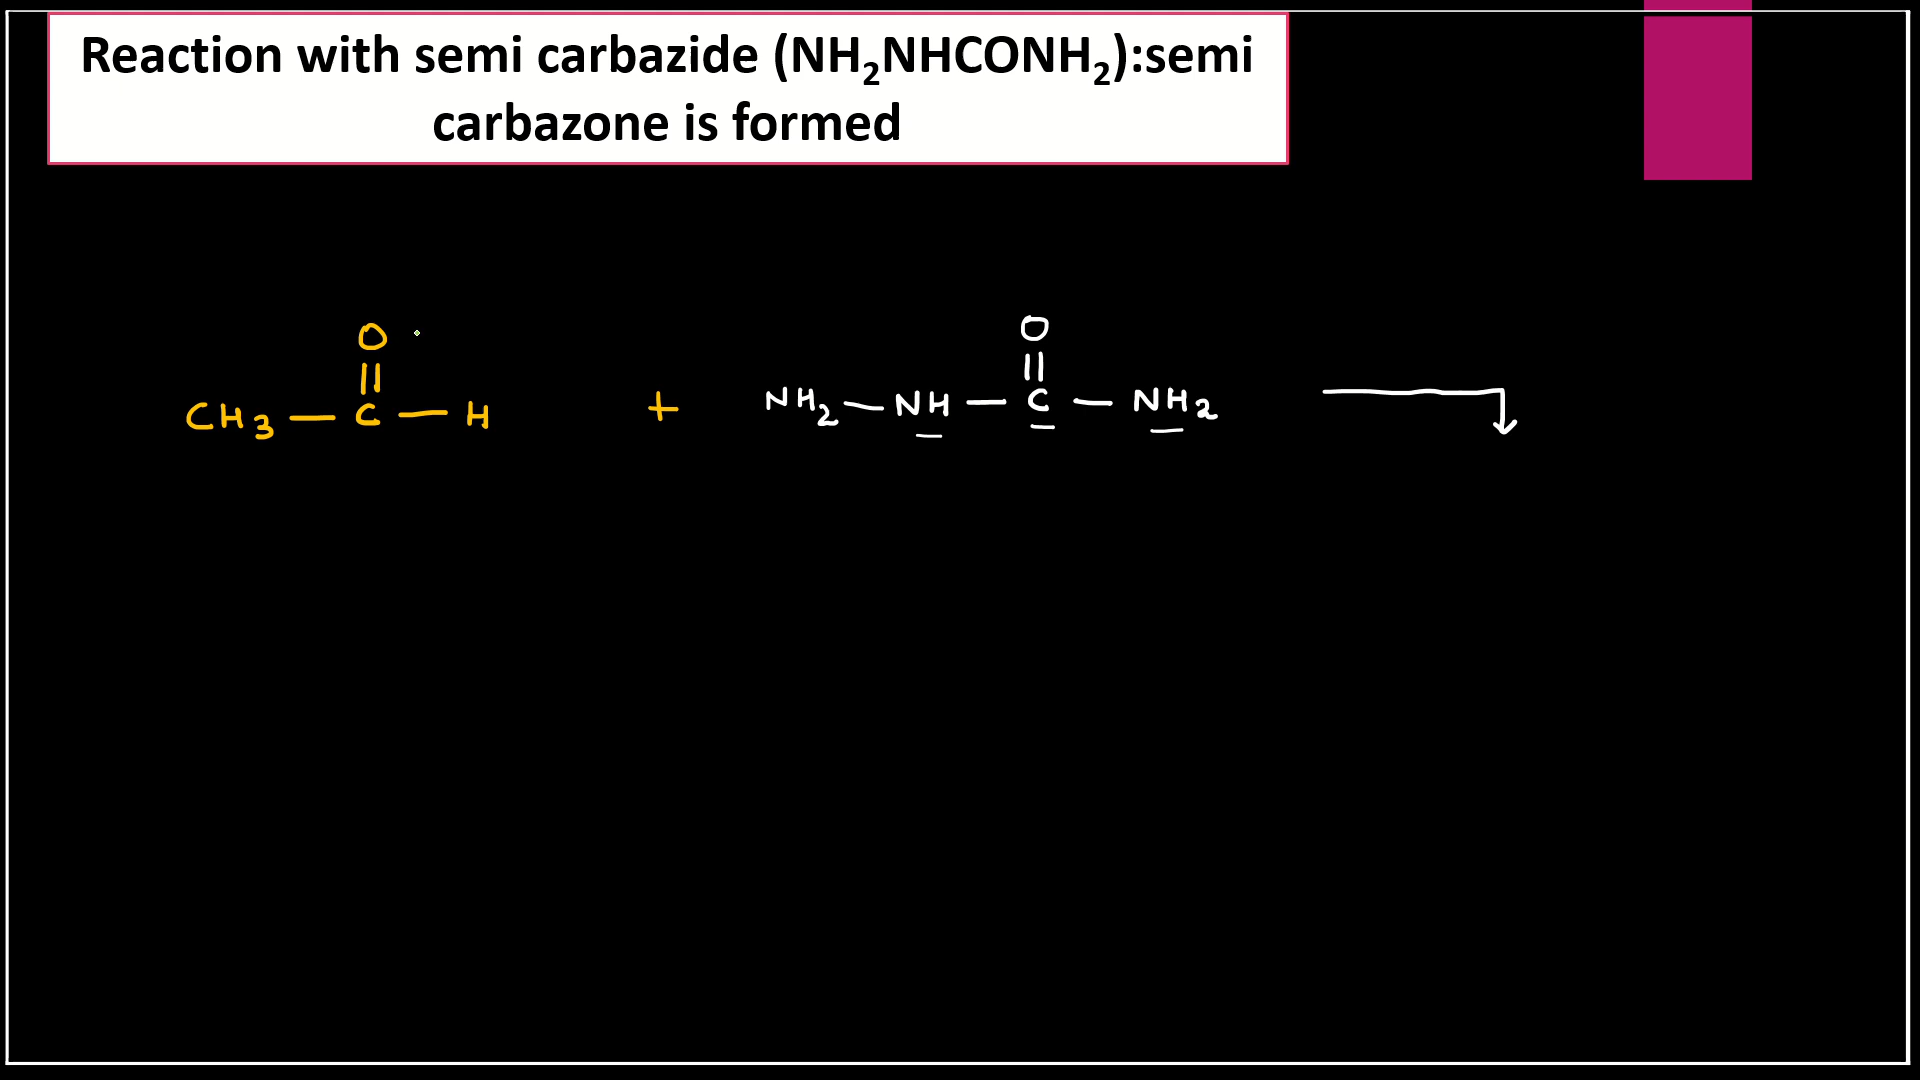 Reaction with semi carbazide (NH₂NHCONH₂):semi
carbazone is formed
O O
|| ||
CH₃ — C — H + NH₂ — NH — C — NH₂